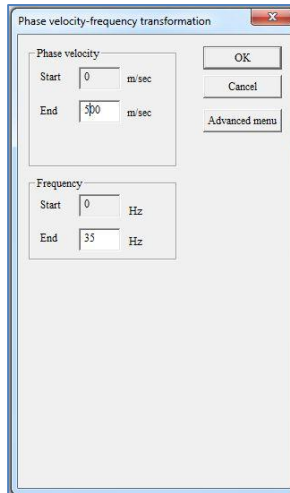 Phase velocity-frequency transformation
Phase velocity
Start 0 m/sec
End 500 m/sec
OK
Cancel
Advanced menu
Frequency
Start 0 Hz
End 35 Hz